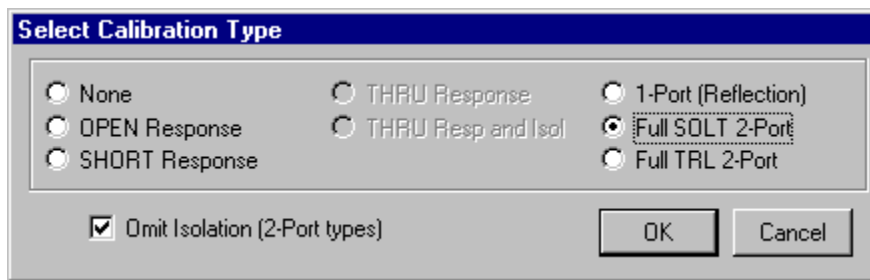 Select Calibration Type
None
THRU Response
1-Port (Reflection)
OPEN Response
THRU Resp and Isol
Full SOLT 2-Port
SHORT Response
Full TRL 2-Port
Omit Isolation (2-Port types)
OK
Cancel